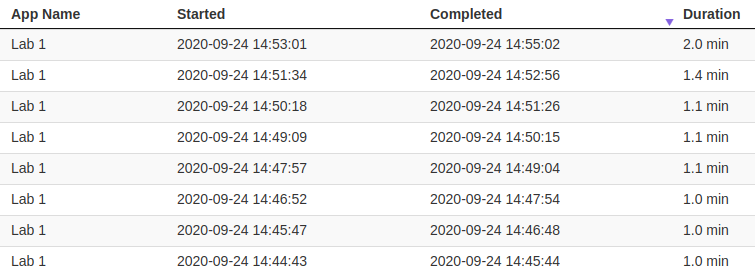 App Name Started Completed Duration
Lab 1 2020-09-24 14:53:01 2020-09-24 14:55:02 2.0 min
Lab 1 2020-09-24 14:51:34 2020-09-24 14:52:56 1.4 min
Lab 1 2020-09-24 14:50:18 2020-09-24 14:51:26 1.1 min
Lab 1 2020-09-24 14:49:09 2020-09-24 14:50:15 1.1 min
Lab 1 2020-09-24 14:47:57 2020-09-24 14:49:04 1.1 min
Lab 1 2020-09-24 14:46:52 2020-09-24 14:47:54 1.0 min
Lab 1 2020-09-24 14:45:47 2020-09-24 14:46:48 1.0 min
Lab 1 2020-09-24 14:44:43 2020-09-24 14:45:44 1.0 min